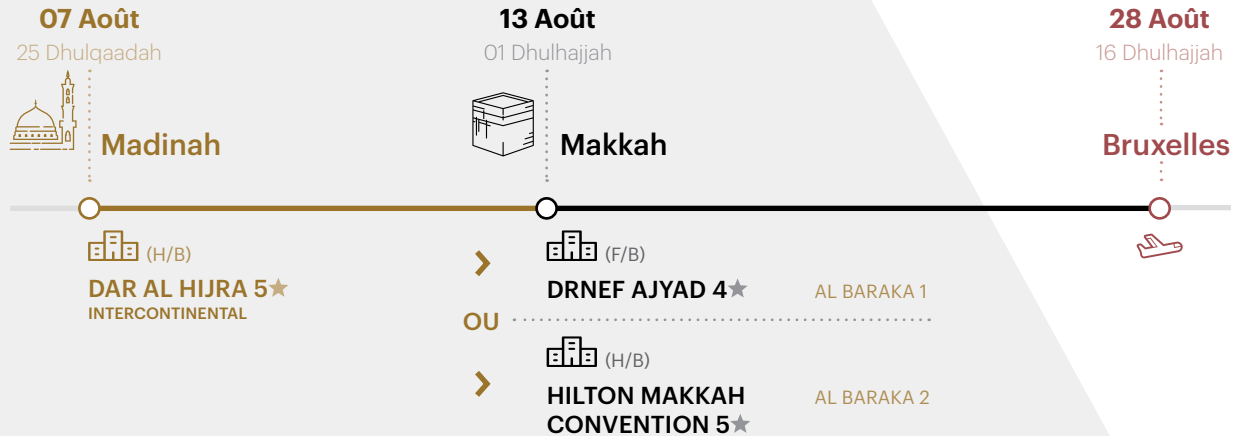 07 Août
25 Dhulqaadah
Madinah
(H/B)
DAR AL HIJRA 5★
INTERCONTINENTAL
13 Août
01 Dhulhajjah
Makkah
(F/B)
DRNEF AJYAD 4★ AL BARAKA 1
OU
(H/B)
HILTON MAKKAH AL BARAKA 2
CONVENTION 5★
28 Août
16 Dhulhajjah
Bruxelles